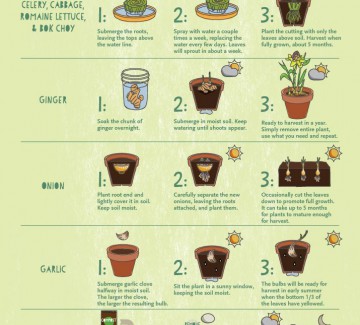 CELERY, CABBAGE,
ROMAINE LETTUCE,
& BOK CHOY
1:
Submerge the roots,
leaving the tops above
the water line.
2:
Spray with water a couple
times a week, replacing the
water every few days. Leaves
will sprout in about a week.
3:
Plant the cutting with only the
leaves above soil. Harvest when
fully grown, about 5 months.
GINGER
1:
Soak the chunk
of ginger overnight.
2:
Submerge in moist soil. Keep
watering until shoots appear.
3:
Ready to harvest in a year.
Simply remove entire plant,
use what you need and repeat.
ONION
1:
Plant root end and
lightly cover it in soil.
Keep soil moist.
2:
Carefully separate the new
onions, leaving the roots
attached, and plant them.
3:
Occasionally cut the leaves
down to promote full growth.
It can take up to 5 months
for plants to mature enough
for harvest.
GARLIC
1:
Submerge garlic clove
halfway in moist soil.
The larger the clove,
the larger the resulting bulb.
2:
Sit the plant in a sunny window,
keeping the soil moist.
3:
The bulbs will be ready for
harvest in early summer
when the bottom 1/3 of
the leaves have yellowed.